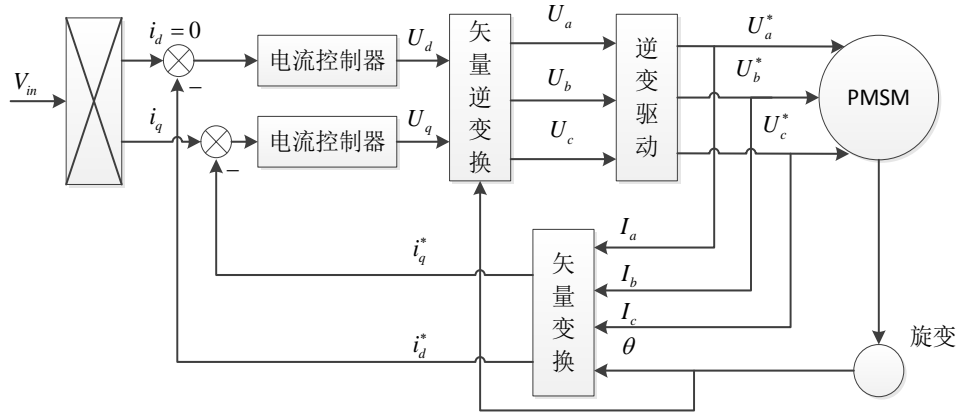 V_{in}
i_d = 0
−
电流控制器
U_d
i_q
−
电流控制器
U_q
矢量逆变换
U_a
U_b
U_c
逆变驱动
U_a^*
U_b^*
U_c^*
PMSM
I_a
I_b
I_c
θ
矢量变换
i_q^*
i_d^*
旋变